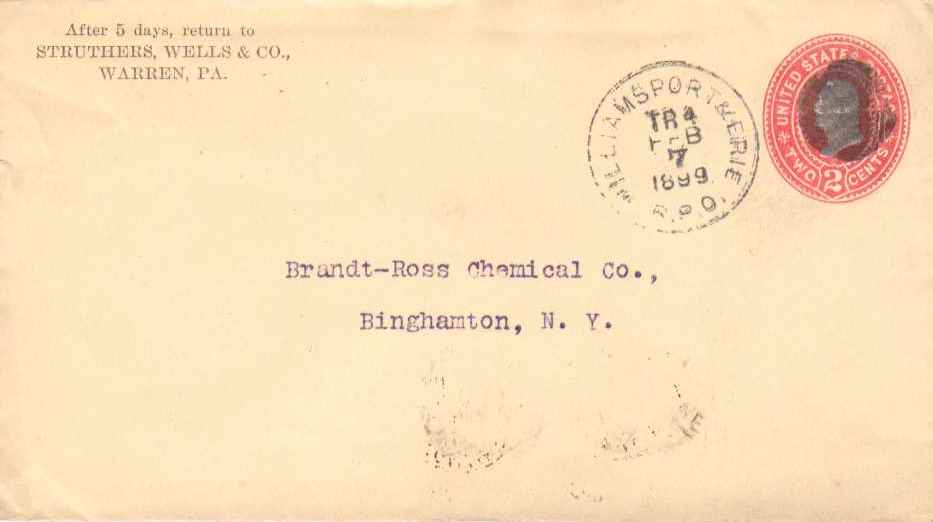 After 5 days, return to
STRUTHERS, WELLS & CO.,
WARREN, PA.
WILLIAMSPORT & ERIE
TR 4
FEB
7
1899
R.P.O.
UNITED STATES
TWO 2 CENTS
Brandt-Ross Chemical Co.,
Binghamton, N. Y.